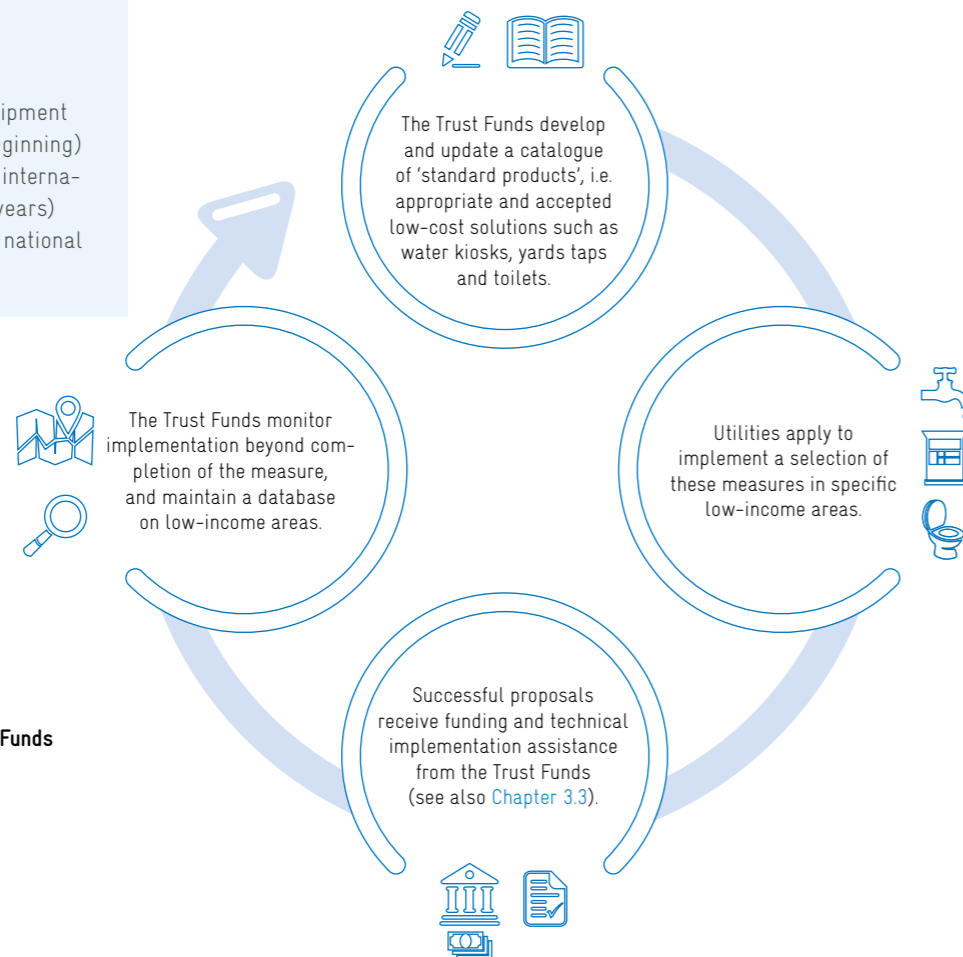 ipment
ginning)
interna-
years)
national
The Trust Funds develop
and update a catalogue
of ‘standard products’, i.e.
appropriate and accepted
low-cost solutions such as
water kiosks, yards taps
and toilets.
Utilities apply to
implement a selection of
these measures in specific
low-income areas.
Successful proposals
receive funding and technical
implementation assistance
from the Trust Funds
(see also Chapter 3.3).
The Trust Funds monitor
implementation beyond com-
pletion of the measure,
and maintain a database
on low-income areas.
Funds